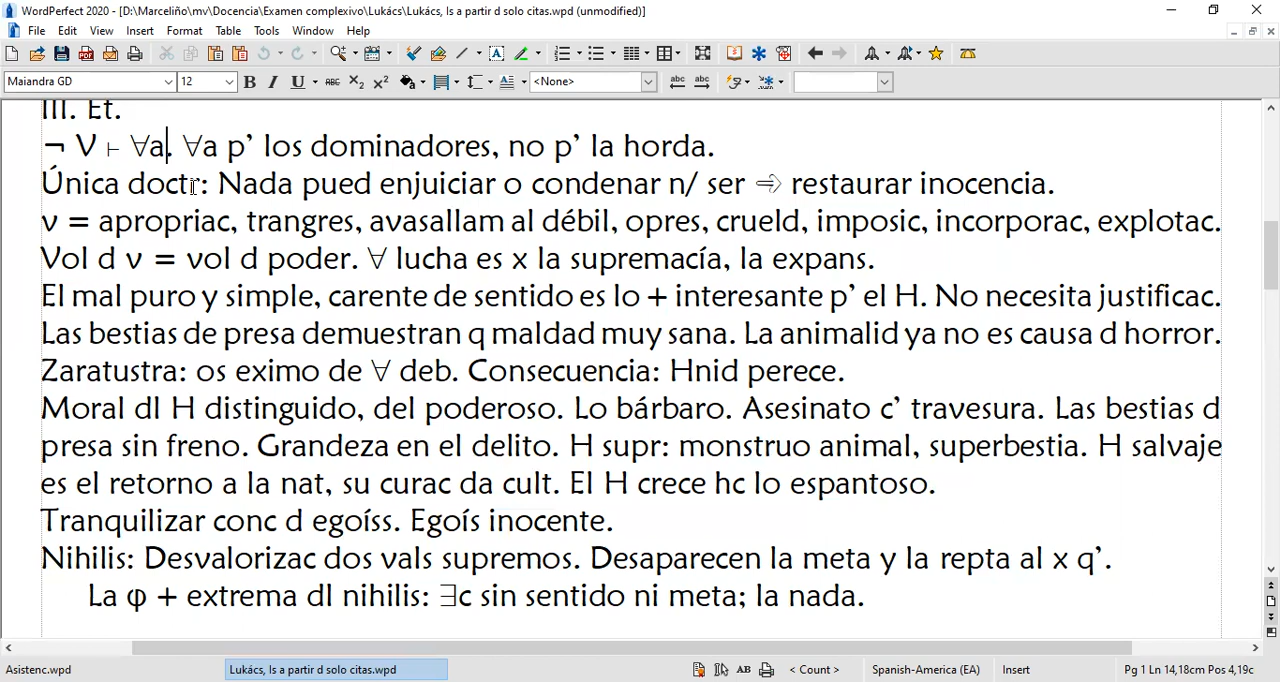 WordPerfect 2020 - [D:\Marceliño\mv\Docencia\Examen complexivo\Lukács\Lukács, Is a partir d solo citas.wpd (unmodified)]
File Edit View Insert Format Table Tools Window Help
Maiandra GD 12 B I U ABC X₂ X² <None> abc abc
III. Et.
¬ V ⊢ ∀a. ∀a p’ los dominadores, no p’ la horda.
Única doctr: Nada pued enjuiciar o condenar n/ ser ⇒ restaurar inocencia.
ν = apropriac, trangres, avasallam al débil, opres, crueld, imposic, incorporac, explotac.
Vol d ν = vol d poder. ∀ lucha es x la supremacía, la expans.
El mal puro y simple, carente de sentido es lo + interesante p’ el H. No necesita justificac.
Las bestias de presa demuestran q maldad muy sana. La animalid ya no es causa d horror.
Zaratustra: os eximo de ∀ deb. Consecuencia: Hnid perece.
Moral dl H distinguido, del poderoso. Lo bárbaro. Asesinato c’ travesura. Las bestias d
presa sin freno. Grandeza en el delito. H supr: monstruo animal, superbestia. H salvaje
es el retorno a la nat, su curac da cult. El H crece hc lo espantoso.
Tranquilizar conc d egoíss. Egoís inocente.
Nihilis: Desvalorizac dos vals supremos. Desaparecen la meta y la repta al x q’.
La φ + extrema dl nihilis: ∃c sin sentido ni meta; la nada.
Asistenc.wpd Lukács, Is a partir d solo citas.wpd AB < Count > Spanish-America (EA) Insert Pg 1 Ln 14,18cm Pos 4,19c